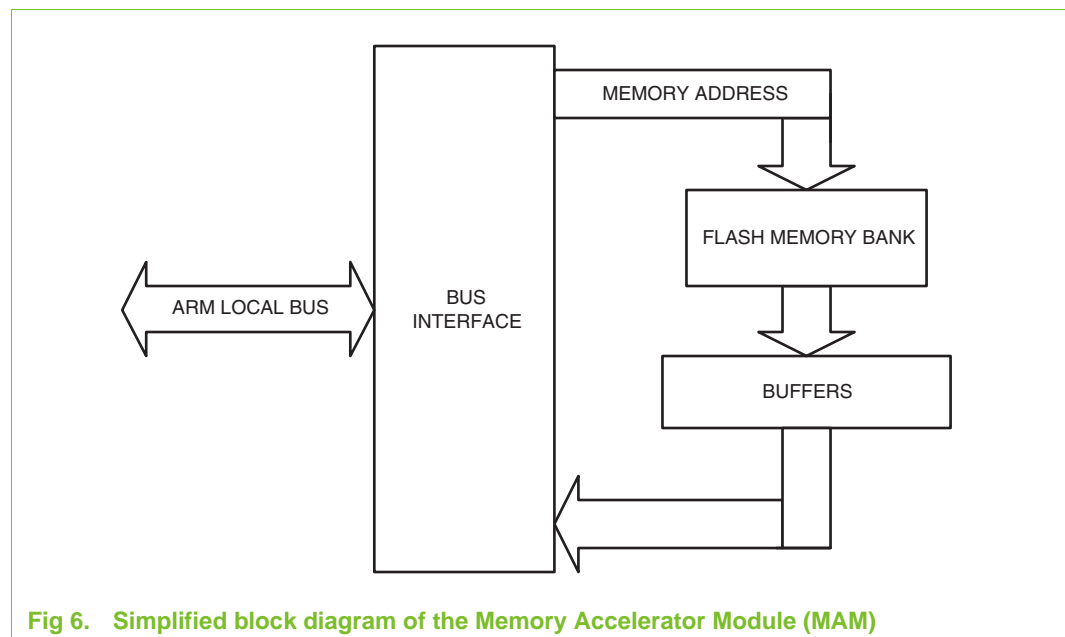 MEMORY ADDRESS
FLASH MEMORY BANK
ARM LOCAL BUS
BUS
INTERFACE
BUFFERS
Fig 6. Simplified block diagram of the Memory Accelerator Module (MAM)